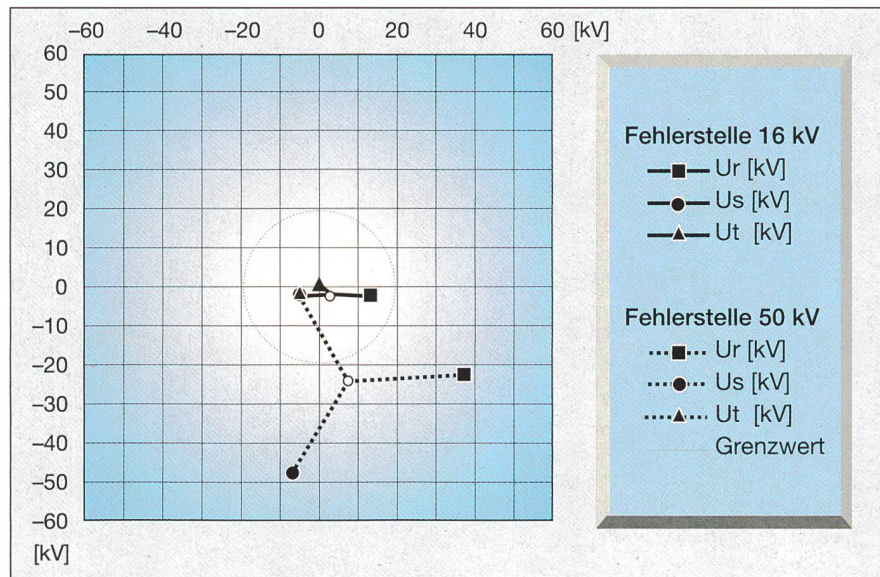 –60 –40 –20 0 20 40 60 [kV]
60
50
40
30
20
10
0
–10
–20
–30
–40
–50
–60
[kV]
Fehlerstelle 16 kV
Ur [kV]
Us [kV]
Ut [kV]
Fehlerstelle 50 kV
Ur [kV]
Us [kV]
Ut [kV]
Grenzwert